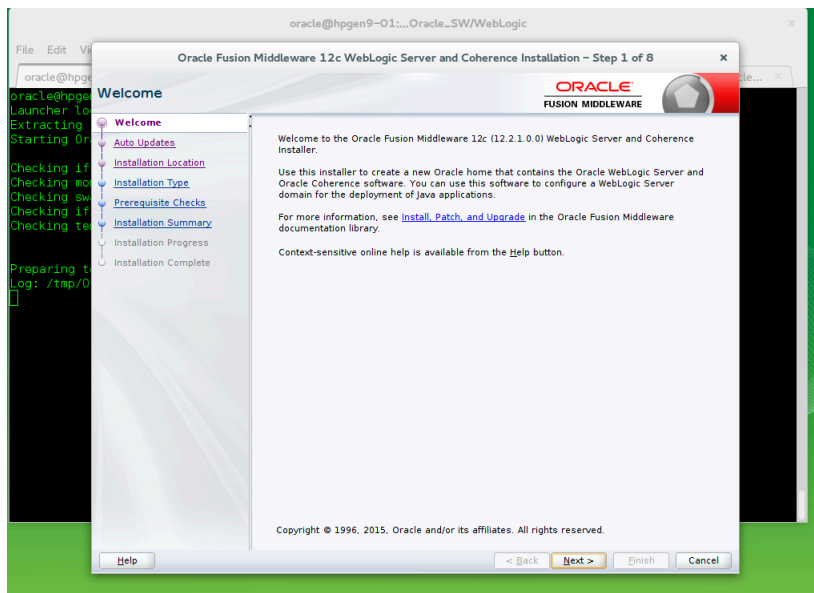 oracle@hpgen9-01:...Oracle_SW/WebLogic
File Edit
oracle@hpge
Oracle Fusion Middleware 12c WebLogic Server and Coherence Installation - Step 1 of 8
Welcome
ORACLE
FUSION MIDDLEWARE
oracle@hpgen
Launcher lo
Extracting
Starting Or
Checking if
Checking mo
Checking sw
Checking if
Checking te
Preparing t
Log: /tmp/O
Welcome
Auto Updates
Installation Location
Installation Type
Prerequisite Checks
Installation Summary
Installation Progress
Installation Complete
Welcome to the Oracle Fusion Middleware 12c (12.2.1.0.0) WebLogic Server and Coherence
Installer.
Use this installer to create a new Oracle home that contains the Oracle WebLogic Server and
Oracle Coherence software. You can use this software to configure a WebLogic Server
domain for the deployment of Java applications.
For more information, see Install, Patch, and Upgrade in the Oracle Fusion Middleware
documentation library.
Context-sensitive online help is available from the Help button.
Copyright © 1996, 2015, Oracle and/or its affiliates. All rights reserved.
Help
< Back
Next >
Finish
Cancel